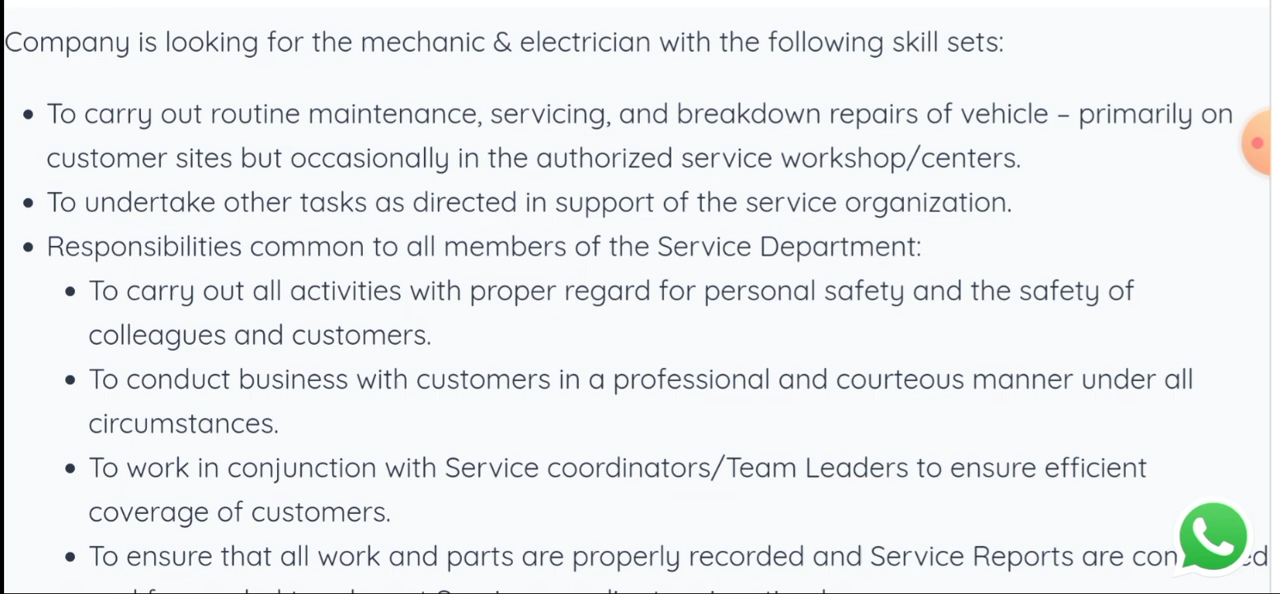 Company is looking for the mechanic & electrician with the following skill sets:
• To carry out routine maintenance, servicing, and breakdown repairs of vehicle – primarily on
customer sites but occasionally in the authorized service workshop/centers.
• To undertake other tasks as directed in support of the service organization.
• Responsibilities common to all members of the Service Department:
• To carry out all activities with proper regard for personal safety and the safety of
colleagues and customers.
• To conduct business with customers in a professional and courteous manner under all
circumstances.
• To work in conjunction with Service coordinators/Team Leaders to ensure efficient
coverage of customers.
• To ensure that all work and parts are properly recorded and Service Reports are